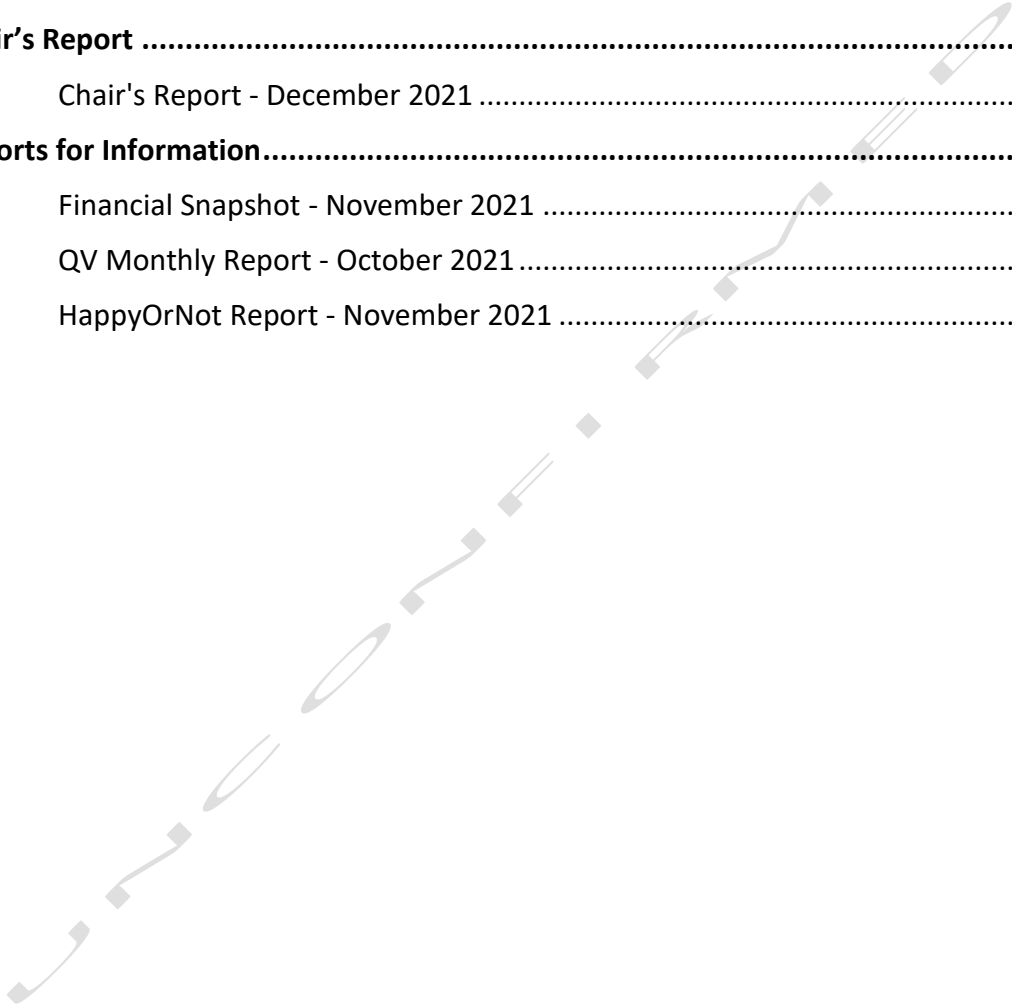 ir’s Report ....................................................................................................
Chair's Report - December 2021 ..............................................................
orts for Information.......................................................................................
Financial Snapshot - November 2021 .......................................................
QV Monthly Report - October 2021..........................................................
HappyOrNot Report - November 2021 .....................................................